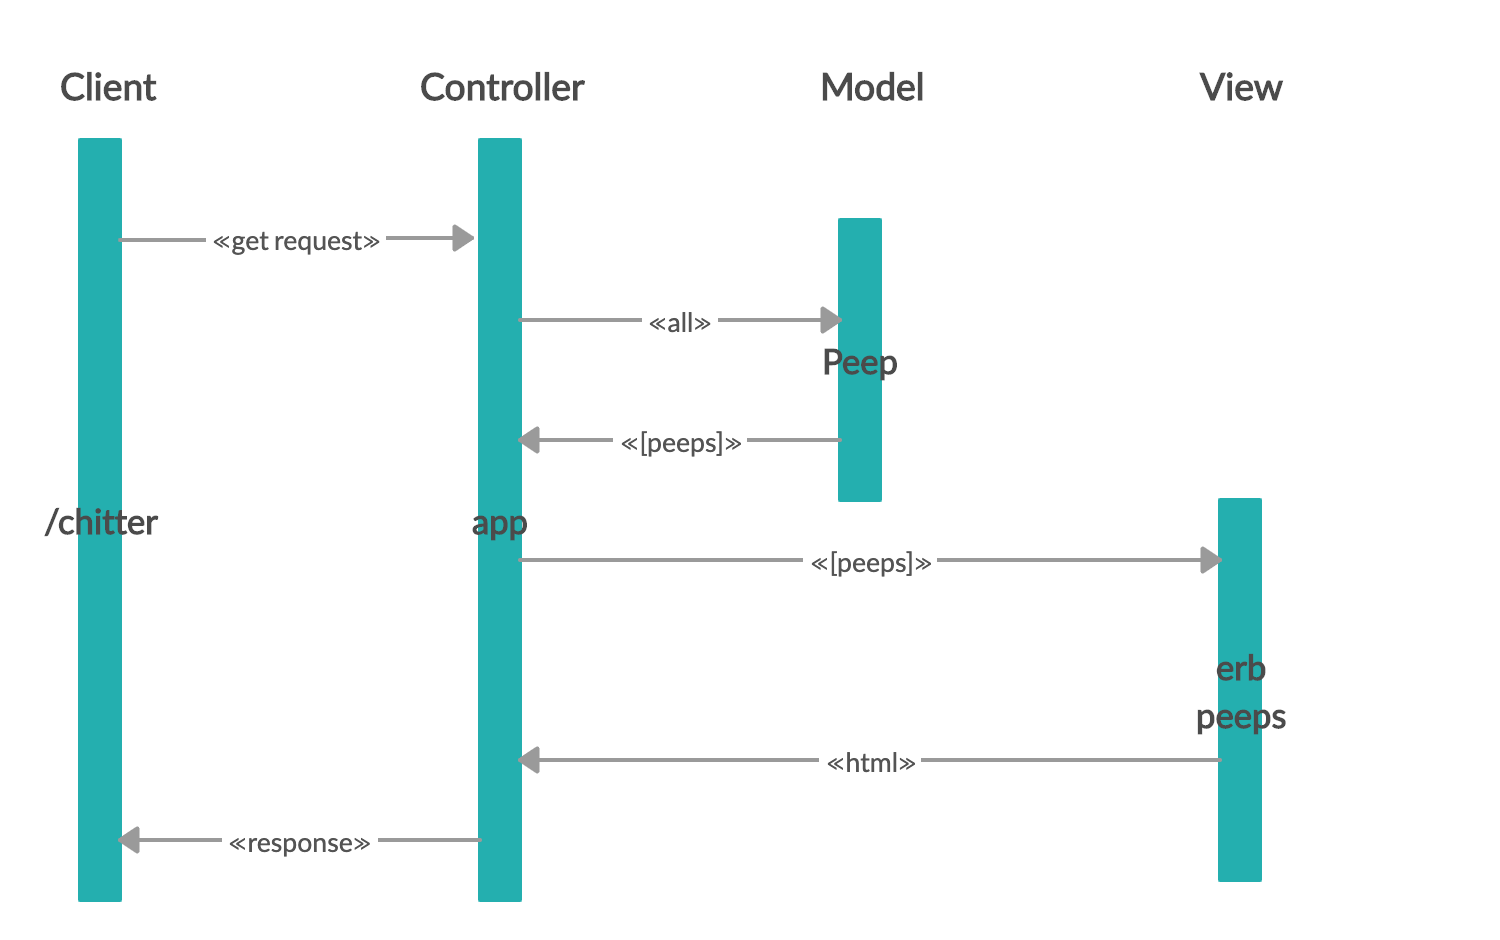 Client
Controller
Model
View
«get request»
«all»
Peep
«[peeps]»
/chitter
app
«[peeps]»
erb
peeps
«html»
«response»